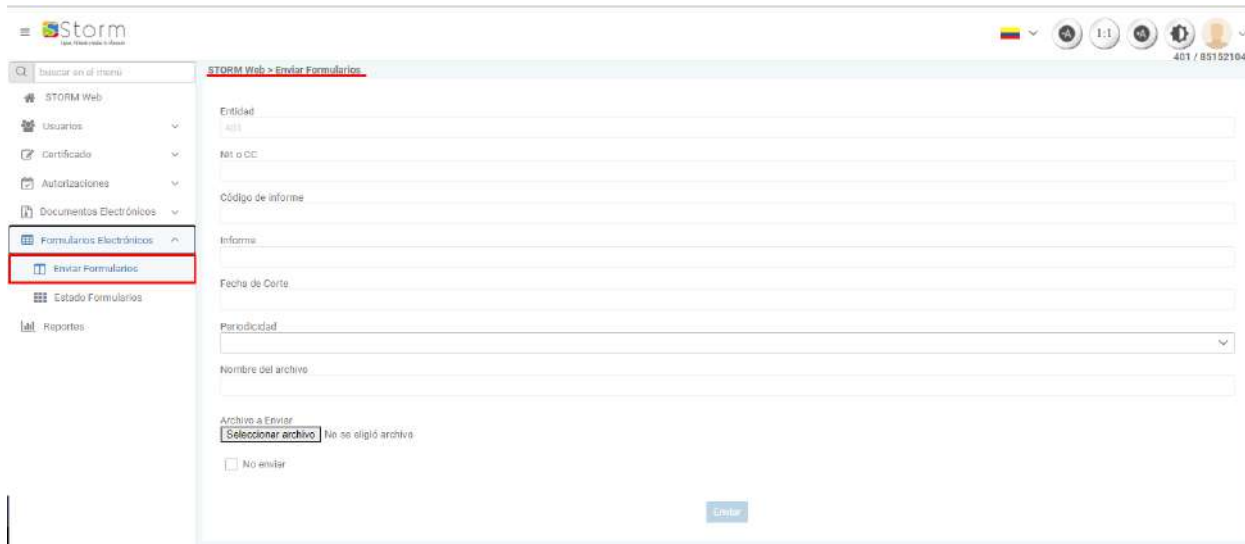 Storm
1:1
401 / 85152104
buscar en el menú
STORM Web > Enviar Formularios
STORM Web
Usuarios
Certificado
Autorizaciones
Documentos Electrónicos
Formularios Electrónicos
Enviar Formularios
Estado Formularios
Reportes
Entidad
401
Nit o CC
Código de informe
Informe
Fecha de Corte
Periodicidad
Nombre del archivo
Archivo a Enviar
Seleccionar archivo No se eligió archivo
No enviar
Enviar